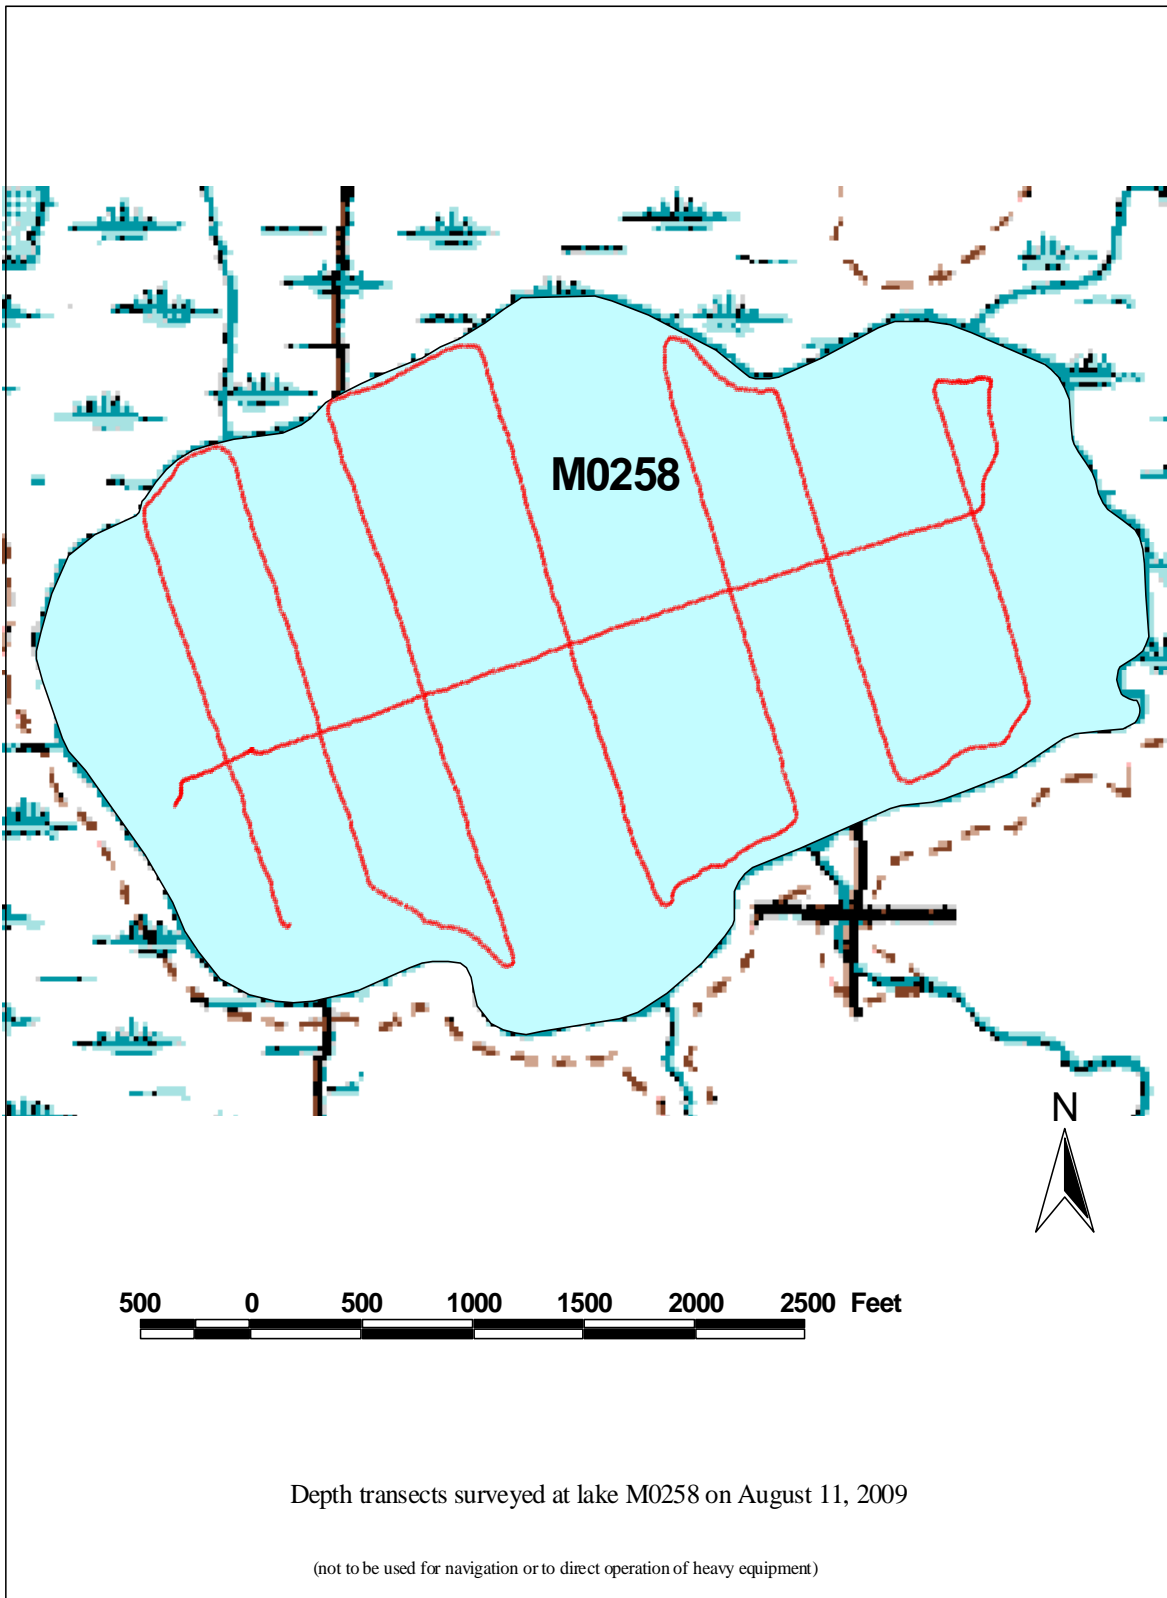 M0258
N
500 0 500 1000 1500 2000 2500 Feet
Depth transects surveyed at lake M0258 on August 11, 2009
(not to be used for navigation or to direct operation of heavy equipment)